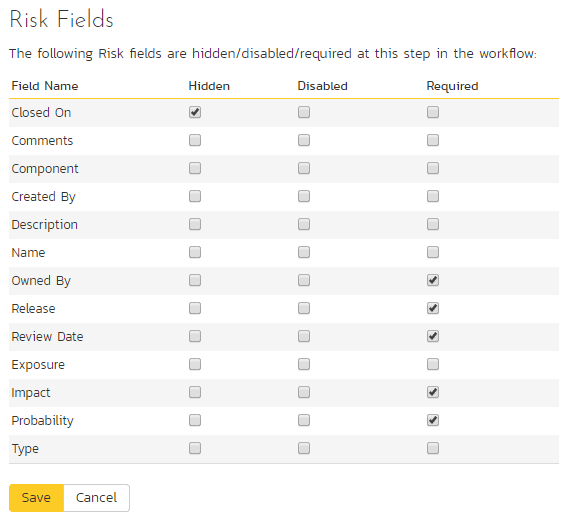 Risk Fields
The following Risk fields are hidden/disabled/required at this step in the workflow:
Field Name Hidden Disabled Required
Closed On
Comments
Component
Created By
Description
Name
Owned By
Release
Review Date
Exposure
Impact
Probability
Type
Save Cancel